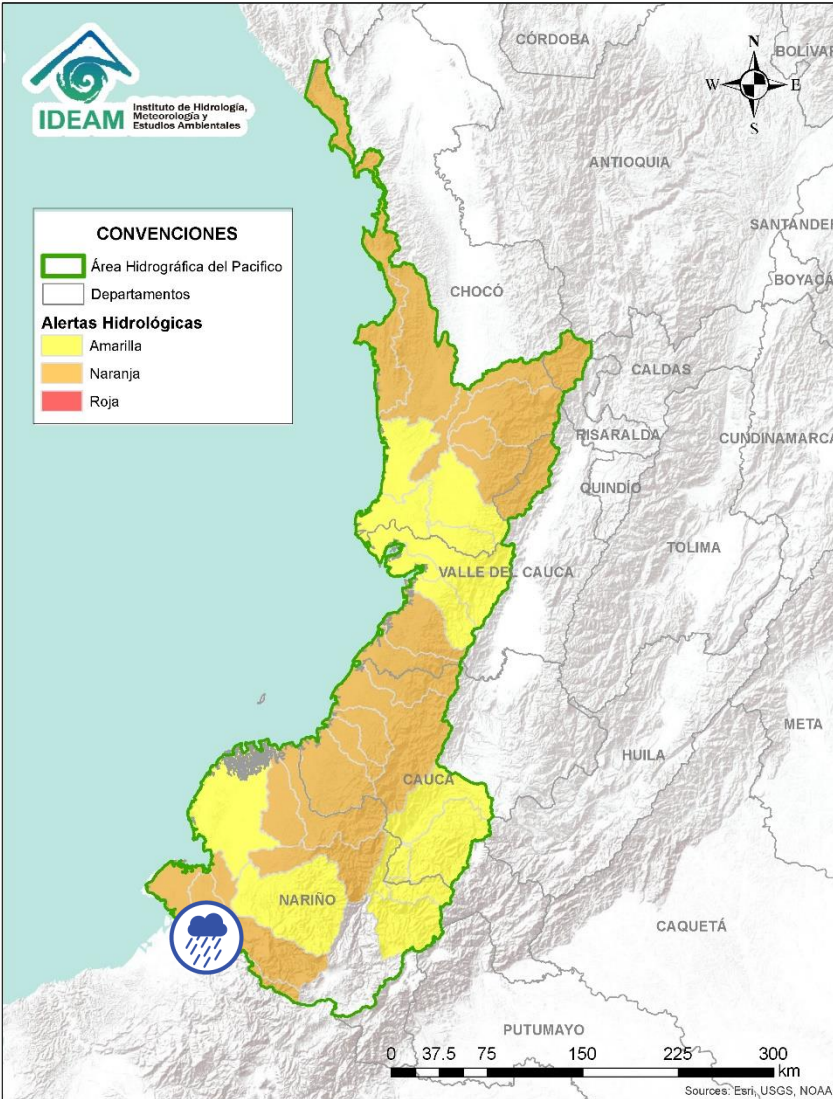 IDEAM
Instituto de Hidrología,
Meteorología y
Estudios Ambientales
CONVENCIONES
Área Hidrográfica del Pacifico
Departamentos
Alertas Hidrológicas
Amarilla
Naranja
Roja
N
W
E
S
CÓRDOBA
BOLÍVAR
ANTIOQUIA
SANTANDER
BOYACÁ
CHOCÓ
CALDAS
RISARALDA
CUNDINAMARCA
QUINDÍO
TOLIMA
VALLE DEL CAUCA
META
HUILA
CAUCA
NARIÑO
CAQUETÁ
PUTUMAYO
0 37.5 75 150 225 300
km
Sources: Esri, USGS, NOAA